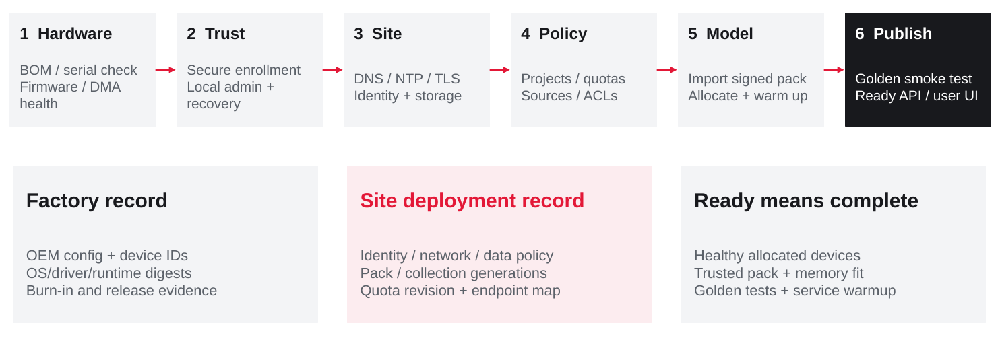 1 Hardware
BOM / serial check
Firmware / DMA
health
2 Trust
Secure enrollment
Local admin +
recovery
3 Site
DNS / NTP / TLS
Identity + storage
4 Policy
Projects / quotas
Sources / ACLs
5 Model
Import signed pack
Allocate + warm up
6 Publish
Golden smoke test
Ready API / user UI
Factory record
OEM config + device IDs
OS/driver/runtime digests
Burn-in and release evidence
Site deployment record
Identity / network / data policy
Pack / collection generations
Quota revision + endpoint map
Ready means complete
Healthy allocated devices
Trusted pack + memory fit
Golden tests + service warmup